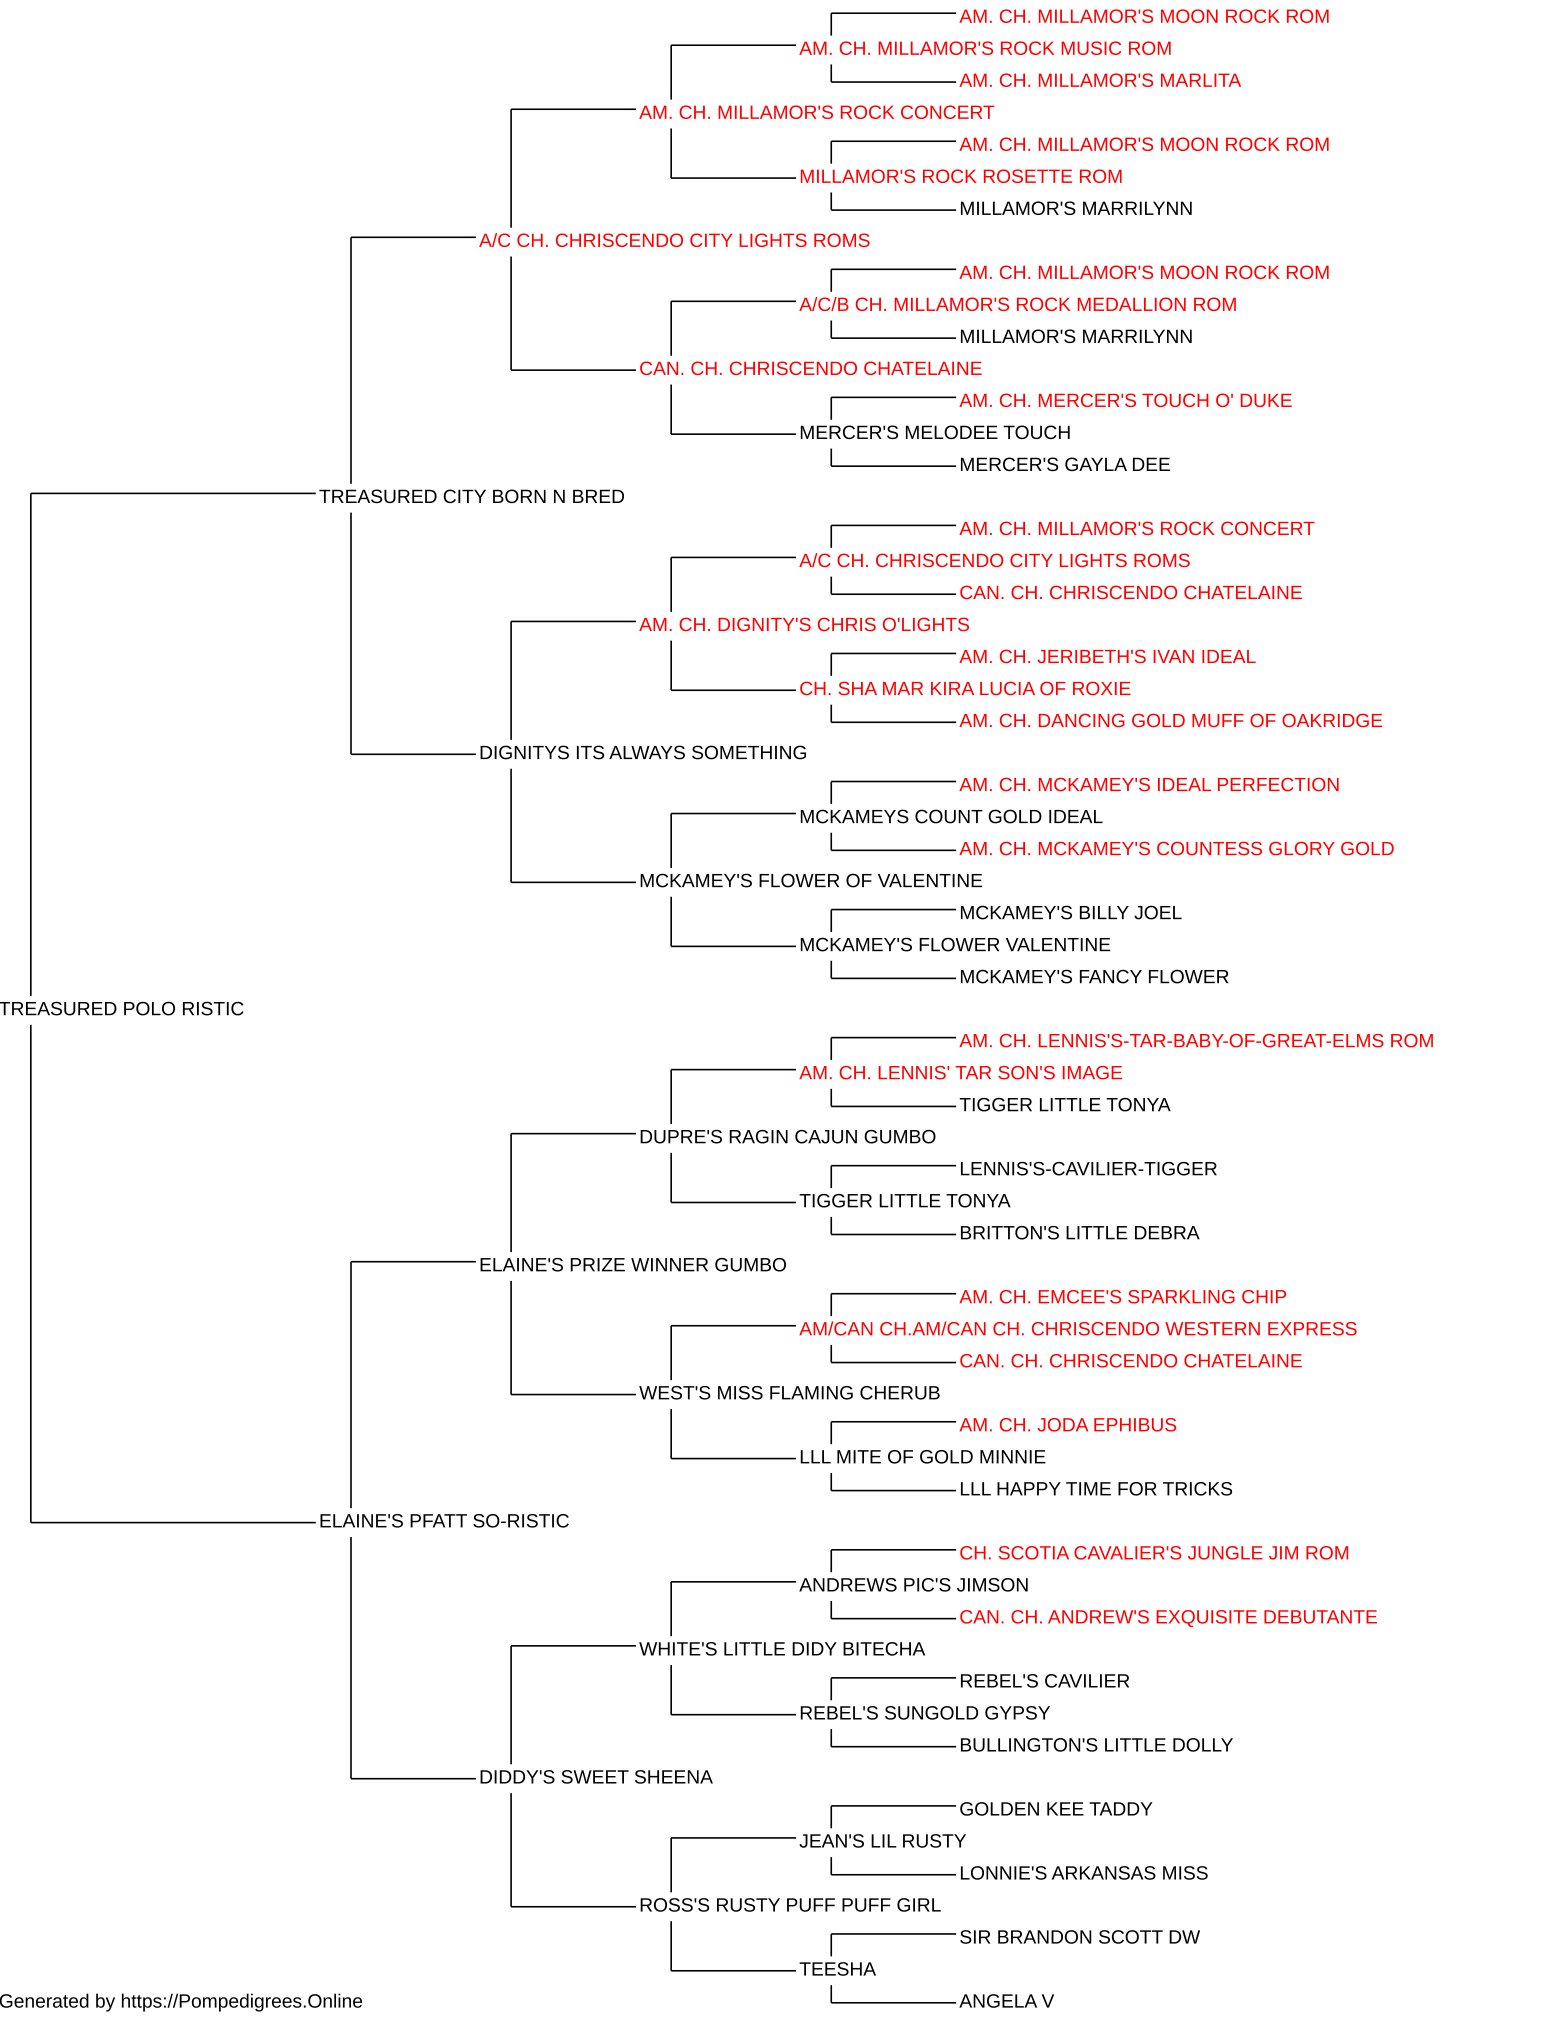 AM. CH. MILLAMOR'S MOON ROCK ROM
AM. CH. MILLAMOR'S ROCK MUSIC ROM
AM. CH. MILLAMOR'S MARLITA
AM. CH. MILLAMOR'S ROCK CONCERT
AM. CH. MILLAMOR'S MOON ROCK ROM
MILLAMOR'S ROCK ROSETTE ROM
MILLAMOR'S MARRILYNN
A/C CH. CHRISCENDO CITY LIGHTS ROMS
AM. CH. MILLAMOR'S MOON ROCK ROM
A/C/B CH. MILLAMOR'S ROCK MEDALLION ROM
MILLAMOR'S MARRILYNN
CAN. CH. CHRISCENDO CHATELAINE
AM. CH. MERCER'S TOUCH O' DUKE
MERCER'S MELODEE TOUCH
MERCER'S GAYLA DEE
TREASURED CITY BORN N BRED
AM. CH. MILLAMOR'S ROCK CONCERT
A/C CH. CHRISCENDO CITY LIGHTS ROMS
CAN. CH. CHRISCENDO CHATELAINE
AM. CH. DIGNITY'S CHRIS O'LIGHTS
AM. CH. JERIBETH'S IVAN IDEAL
CH. SHA MAR KIRA LUCIA OF ROXIE
AM. CH. DANCING GOLD MUFF OF OAKRIDGE
DIGNITYS ITS ALWAYS SOMETHING
AM. CH. MCKAMEY'S IDEAL PERFECTION
MCKAMEYS COUNT GOLD IDEAL
AM. CH. MCKAMEY'S COUNTESS GLORY GOLD
MCKAMEY'S FLOWER OF VALENTINE
MCKAMEY'S BILLY JOEL
MCKAMEY'S FLOWER VALENTINE
MCKAMEY'S FANCY FLOWER
TREASURED POLO RISTIC
AM. CH. LENNIS'S-TAR-BABY-OF-GREAT-ELMS ROM
AM. CH. LENNIS' TAR SON'S IMAGE
TIGGER LITTLE TONYA
DUPRE'S RAGIN CAJUN GUMBO
LENNIS'S-CAVILIER-TIGGER
TIGGER LITTLE TONYA
BRITTON'S LITTLE DEBRA
ELAINE'S PRIZE WINNER GUMBO
AM. CH. EMCEE'S SPARKLING CHIP
AM/CAN CH.AM/CAN CH. CHRISCENDO WESTERN EXPRESS
CAN. CH. CHRISCENDO CHATELAINE
WEST'S MISS FLAMING CHERUB
AM. CH. JODA EPHIBUS
LLL MITE OF GOLD MINNIE
LLL HAPPY TIME FOR TRICKS
ELAINE'S PFATT SO-RISTIC
CH. SCOTIA CAVALIER'S JUNGLE JIM ROM
ANDREWS PIC'S JIMSON
CAN. CH. ANDREW'S EXQUISITE DEBUTANTE
WHITE'S LITTLE DIDY BITECHA
REBEL'S CAVILIER
REBEL'S SUNGOLD GYPSY
BULLINGTON'S LITTLE DOLLY
DIDDY'S SWEET SHEENA
GOLDEN KEE TADDY
JEAN'S LIL RUSTY
LONNIE'S ARKANSAS MISS
ROSS'S RUSTY PUFF PUFF GIRL
SIR BRANDON SCOTT DW
TEESHA
ANGELA V
Generated by https://Pompedigrees.Online